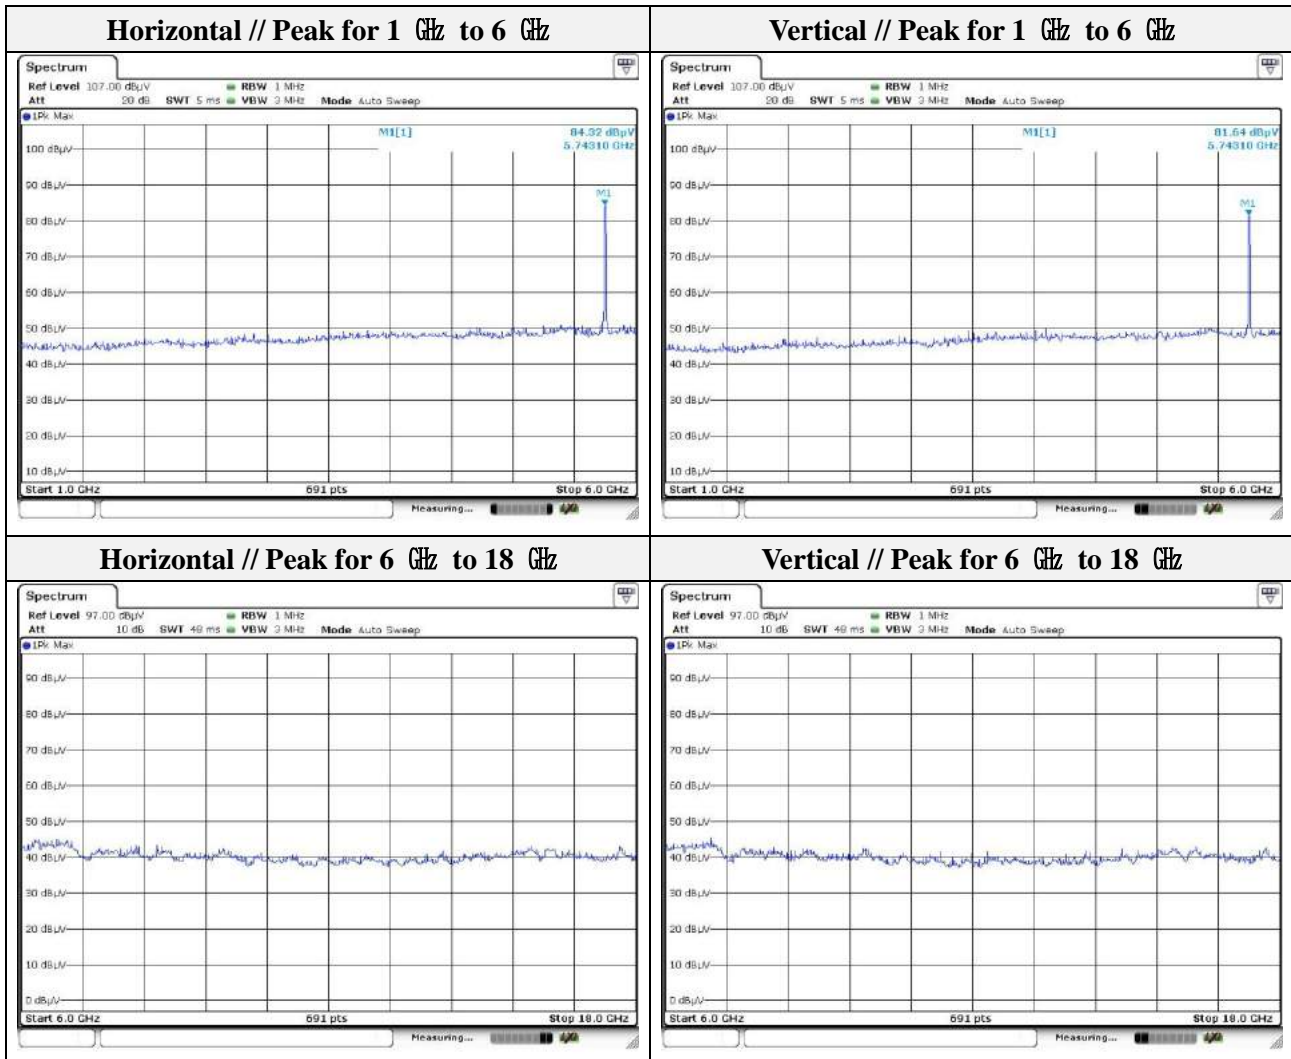 Horizontal // Peak for 1 ㎓ to 6 ㎓
Vertical // Peak for 1 ㎓ to 6 ㎓
Spectrum
Ref Level 107.00 dBµV RBW 1 MHz
Att 20 dB SWT 5 ms VBW 3 MHz Mode Auto Sweep
1Pk Max
M1[1] 84.32 dBµV
5.74310 GHz
M1
100 dBµV
90 dBµV
80 dBµV
70 dBµV
60 dBµV
50 dBµV
40 dBµV
30 dBµV
20 dBµV
10 dBµV
Start 1.0 GHz 691 pts Stop 6.0 GHz
Measuring...
Spectrum
Ref Level 107.00 dBµV RBW 1 MHz
Att 20 dB SWT 5 ms VBW 3 MHz Mode Auto Sweep
1Pk Max
M1[1] 81.64 dBµV
5.74310 GHz
M1
100 dBµV
90 dBµV
80 dBµV
70 dBµV
60 dBµV
50 dBµV
40 dBµV
30 dBµV
20 dBµV
10 dBµV
Start 1.0 GHz 691 pts Stop 6.0 GHz
Measuring...
Horizontal // Peak for 6 ㎓ to 18 ㎓
Vertical // Peak for 6 ㎓ to 18 ㎓
Spectrum
Ref Level 97.00 dBµV RBW 1 MHz
Att 10 dB SWT 48 ms VBW 3 MHz Mode Auto Sweep
1Pk Max
90 dBµV
80 dBµV
70 dBµV
60 dBµV
50 dBµV
40 dBµV
30 dBµV
20 dBµV
10 dBµV
0 dBµV
Start 6.0 GHz 691 pts Stop 18.0 GHz
Measuring...
Spectrum
Ref Level 97.00 dBµV RBW 1 MHz
Att 10 dB SWT 48 ms VBW 3 MHz Mode Auto Sweep
1Pk Max
90 dBµV
80 dBµV
70 dBµV
60 dBµV
50 dBµV
40 dBµV
30 dBµV
20 dBµV
10 dBµV
0 dBµV
Start 6.0 GHz 691 pts Stop 18.0 GHz
Measuring...